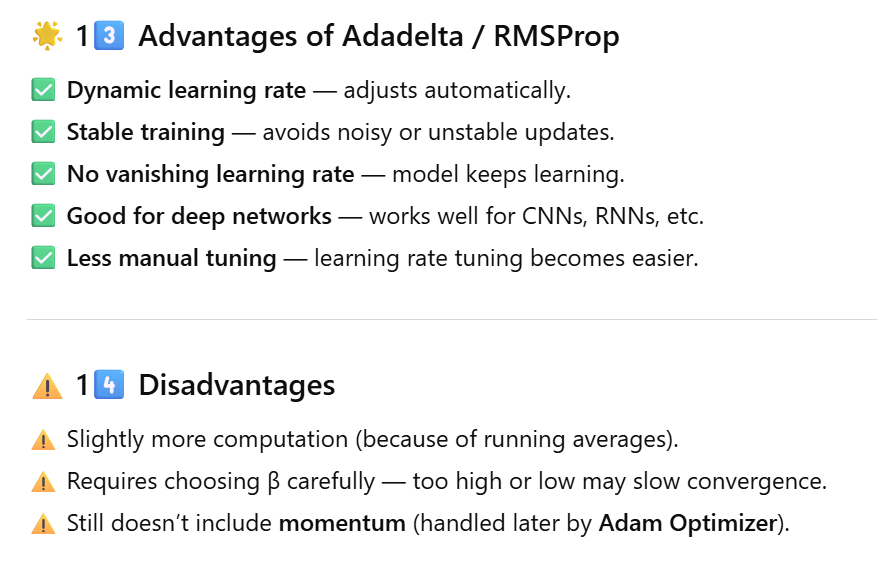 🌟 13️⃣ Advantages of Adadelta / RMSProp
✅ Dynamic learning rate — adjusts automatically.
✅ Stable training — avoids noisy or unstable updates.
✅ No vanishing learning rate — model keeps learning.
✅ Good for deep networks — works well for CNNs, RNNs, etc.
✅ Less manual tuning — learning rate tuning becomes easier.
⚠️ 14️⃣ Disadvantages
⚠️ Slightly more computation (because of running averages).
⚠️ Requires choosing β carefully — too high or low may slow convergence.
⚠️ Still doesn’t include momentum (handled later by Adam Optimizer).